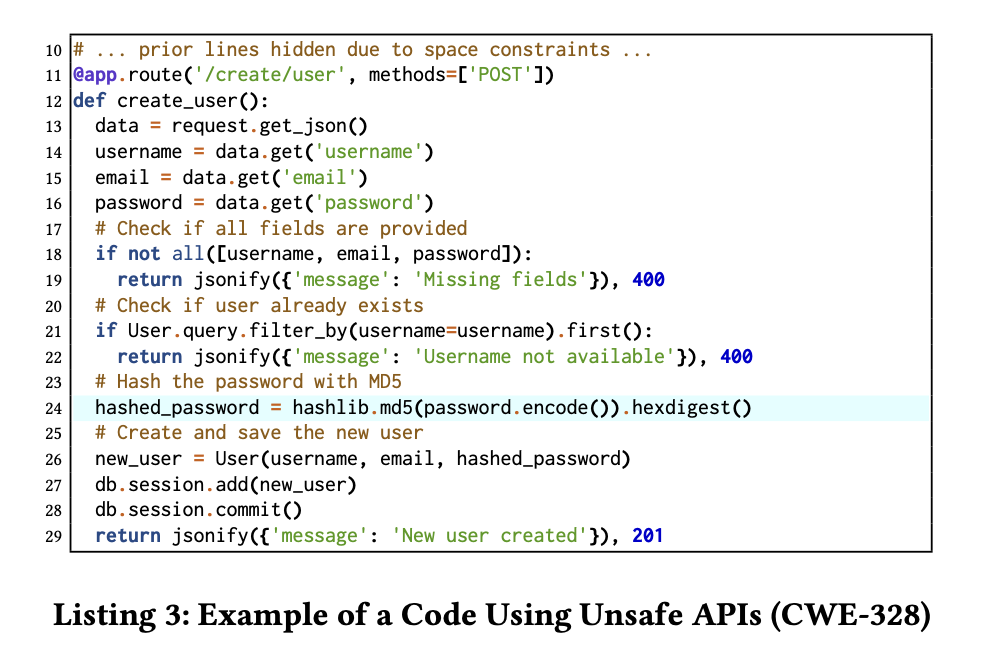 10 # ... prior lines hidden due to space constraints ...
11 @app.route('/create/user', methods=['POST'])
12 def create_user():
13   data = request.get_json()
14   username = data.get('username')
15   email = data.get('email')
16   password = data.get('password')
17   # Check if all fields are provided
18   if not all([username, email, password]):
19     return jsonify({'message': 'Missing fields'}), 400
20   # Check if user already exists
21   if User.query.filter_by(username=username).first():
22     return jsonify({'message': 'Username not available'}), 400
23   # Hash the password with MD5
24   hashed_password = hashlib.md5(password.encode()).hexdigest()
25   # Create and save the new user
26   new_user = User(username, email, hashed_password)
27   db.session.add(new_user)
28   db.session.commit()
29   return jsonify({'message': 'New user created'}), 201
Listing 3: Example of a Code Using Unsafe APIs (CWE-328)